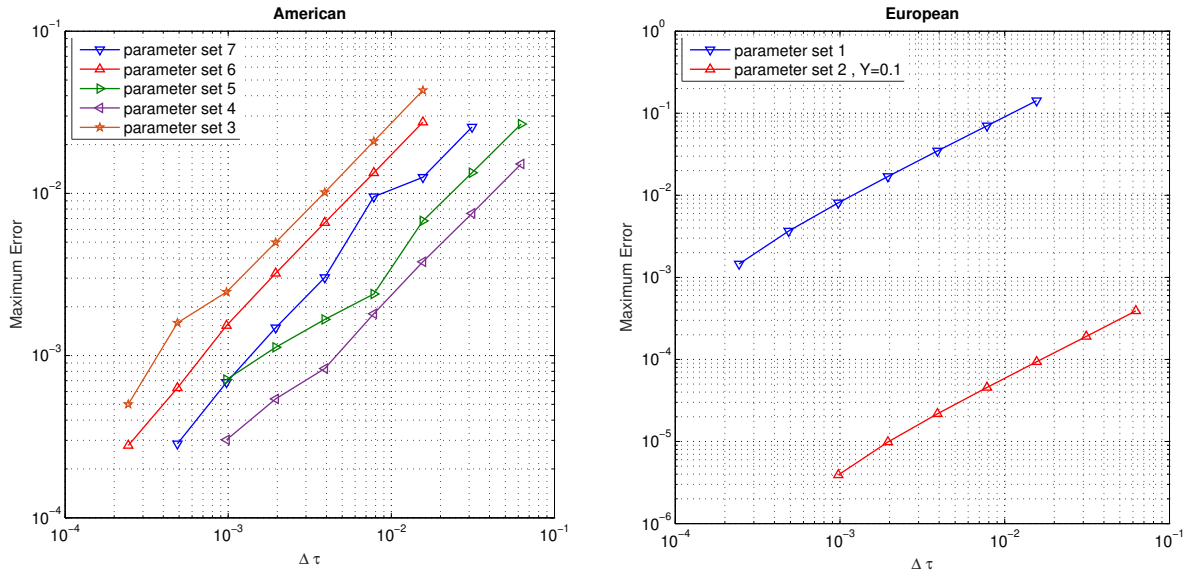 American
10^−1
10^−2
10^−3
10^−4
Maximum Error
parameter set 7
parameter set 6
parameter set 5
parameter set 4
parameter set 3
10^−4
10^−3
10^−2
10^−1
Δ τ
European
10^0
10^−1
10^−2
10^−3
10^−4
10^−5
10^−6
Maximum Error
parameter set 1
parameter set 2 , Y=0.1
10^−4
10^−3
10^−2
10^−1
Δ τ